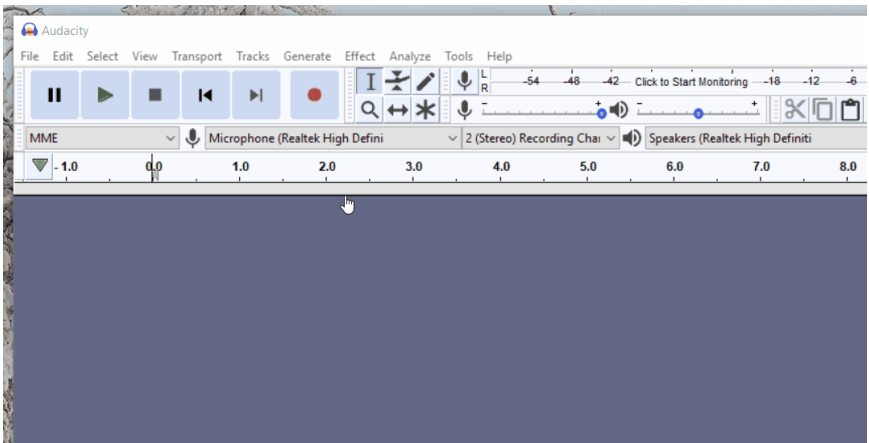 Audacity
File Edit Select View Transport Tracks Generate Effect Analyze Tools Help
L
R
-54 -48 -42 Click to Start Monitoring -18 -12 -6
- + - +
MME Microphone (Realtek High Defini 2 (Stereo) Recording Chai Speakers (Realtek High Definiti
- 1.0 0.0 1.0 2.0 3.0 4.0 5.0 6.0 7.0 8.0